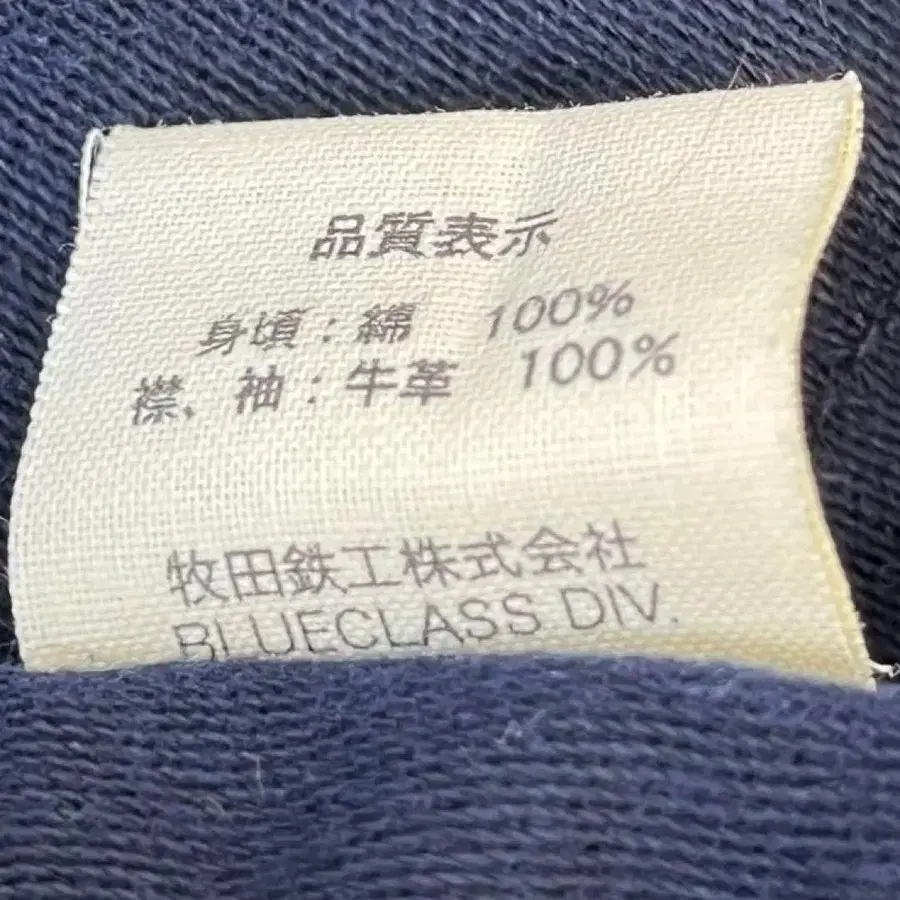 品質表示
身頃：綿 100%
襟、袖：牛革 100%
牧田鉄工株式会社
BLUECLASS DIV.